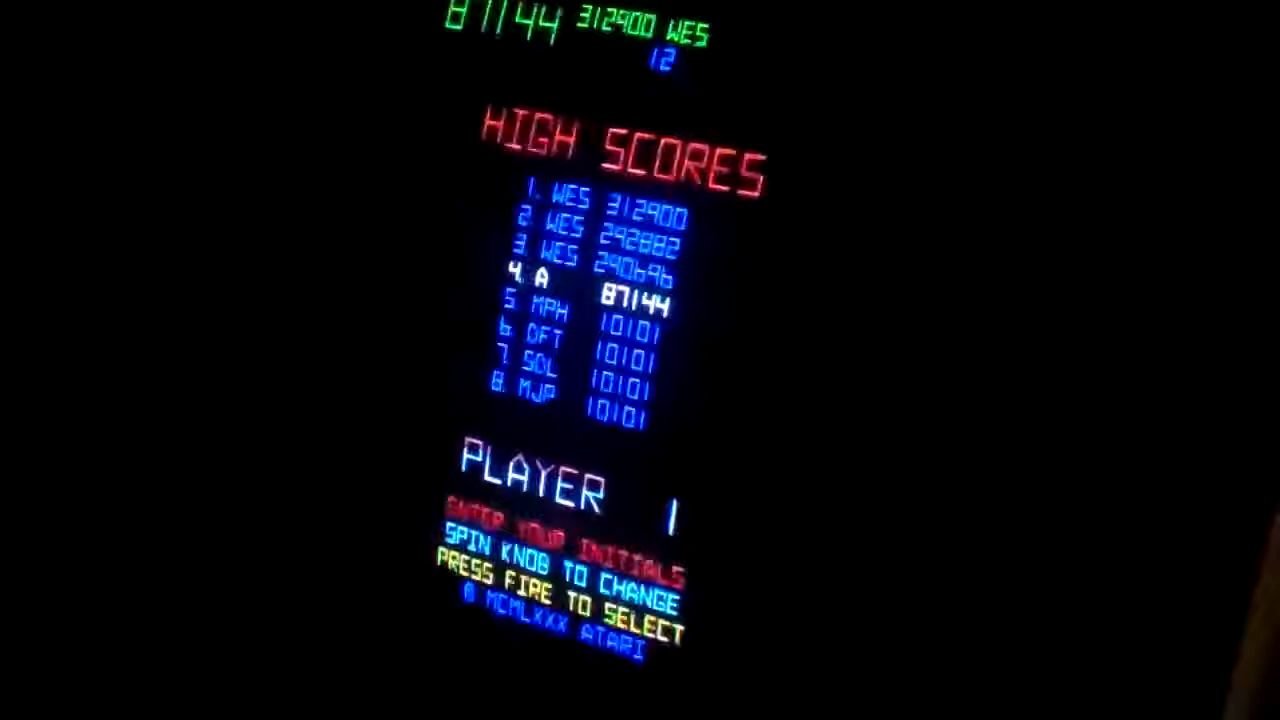 87144 312900 WES
12
HIGH SCORES
1. WES 312900
2. WES 292882
3. WES 290696
4. A 87144
5. MPH 10101
6. DFT 10101
7. SDL 10101
8. MJP 10101
PLAYER 1
ENTER YOUR INITIALS
SPIN KNOB TO CHANGE
PRESS FIRE TO SELECT
© MCMLXXX ATARI